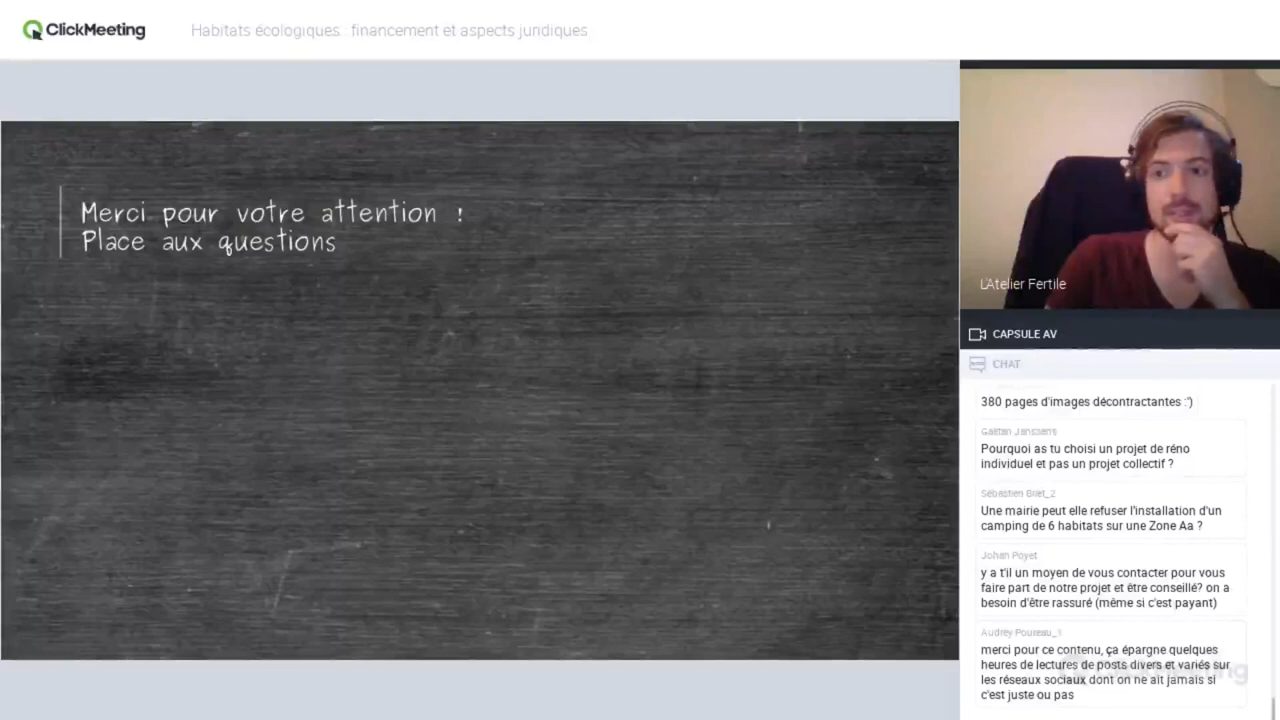 ClickMeeting
Habitats écologiques : financement et aspects juridiques
Merci pour votre attention !
Place aux questions
L'Atelier Fertile
CAPSULE AV
CHAT
380 pages d'images décontractantes :')
Gaëtan Janssens
Pourquoi as tu choisi un projet de réno
individuel et pas un projet collectif ?
Sébastien Briet_2
Une mairie peut elle refuser l'installation d'un
camping de 6 habitats sur une Zone Aa ?
Johan Poyet
y a t'il un moyen de vous contacter pour vous
faire part de notre projet et être conseillé? on a
besoin d'être rassuré (même si c'est payant)
Audrey Poureau_1
merci pour ce contenu, ça épargne quelques
heures de lectures de posts divers et variés sur
les réseaux sociaux dont on ne ait jamais si
c'est juste ou pas